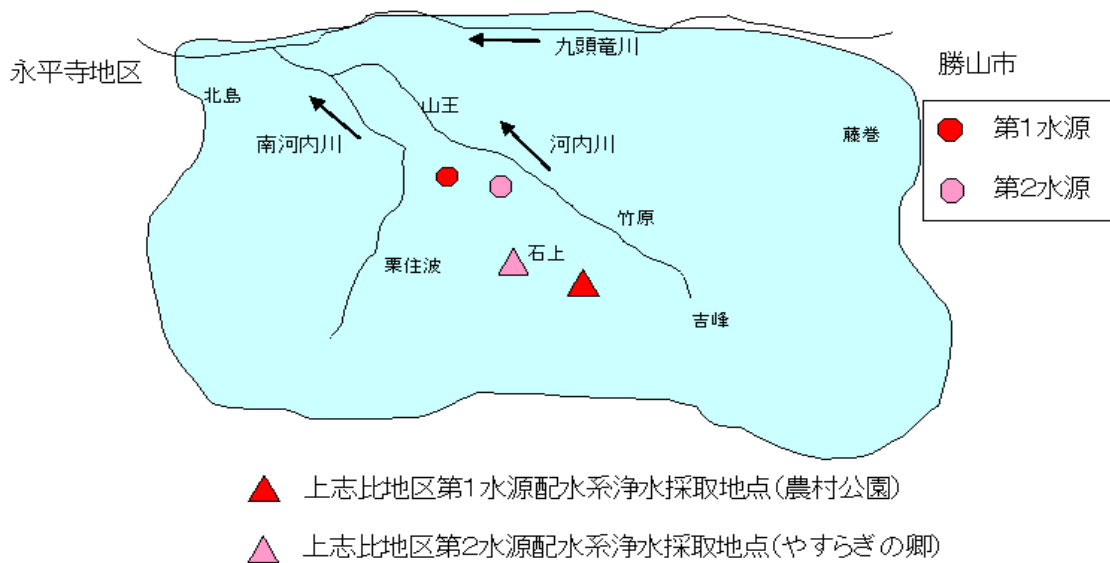 九頭竜川
永平寺地区
勝山市
北島
山王
南河内川
河内川
藤巻
第1水源
第2水源
竹原
石上
栗住波
吉峰
上志比地区第1水源配水系浄水採取地点(農村公園)
上志比地区第2水源配水系浄水採取地点(やすらぎの郷)